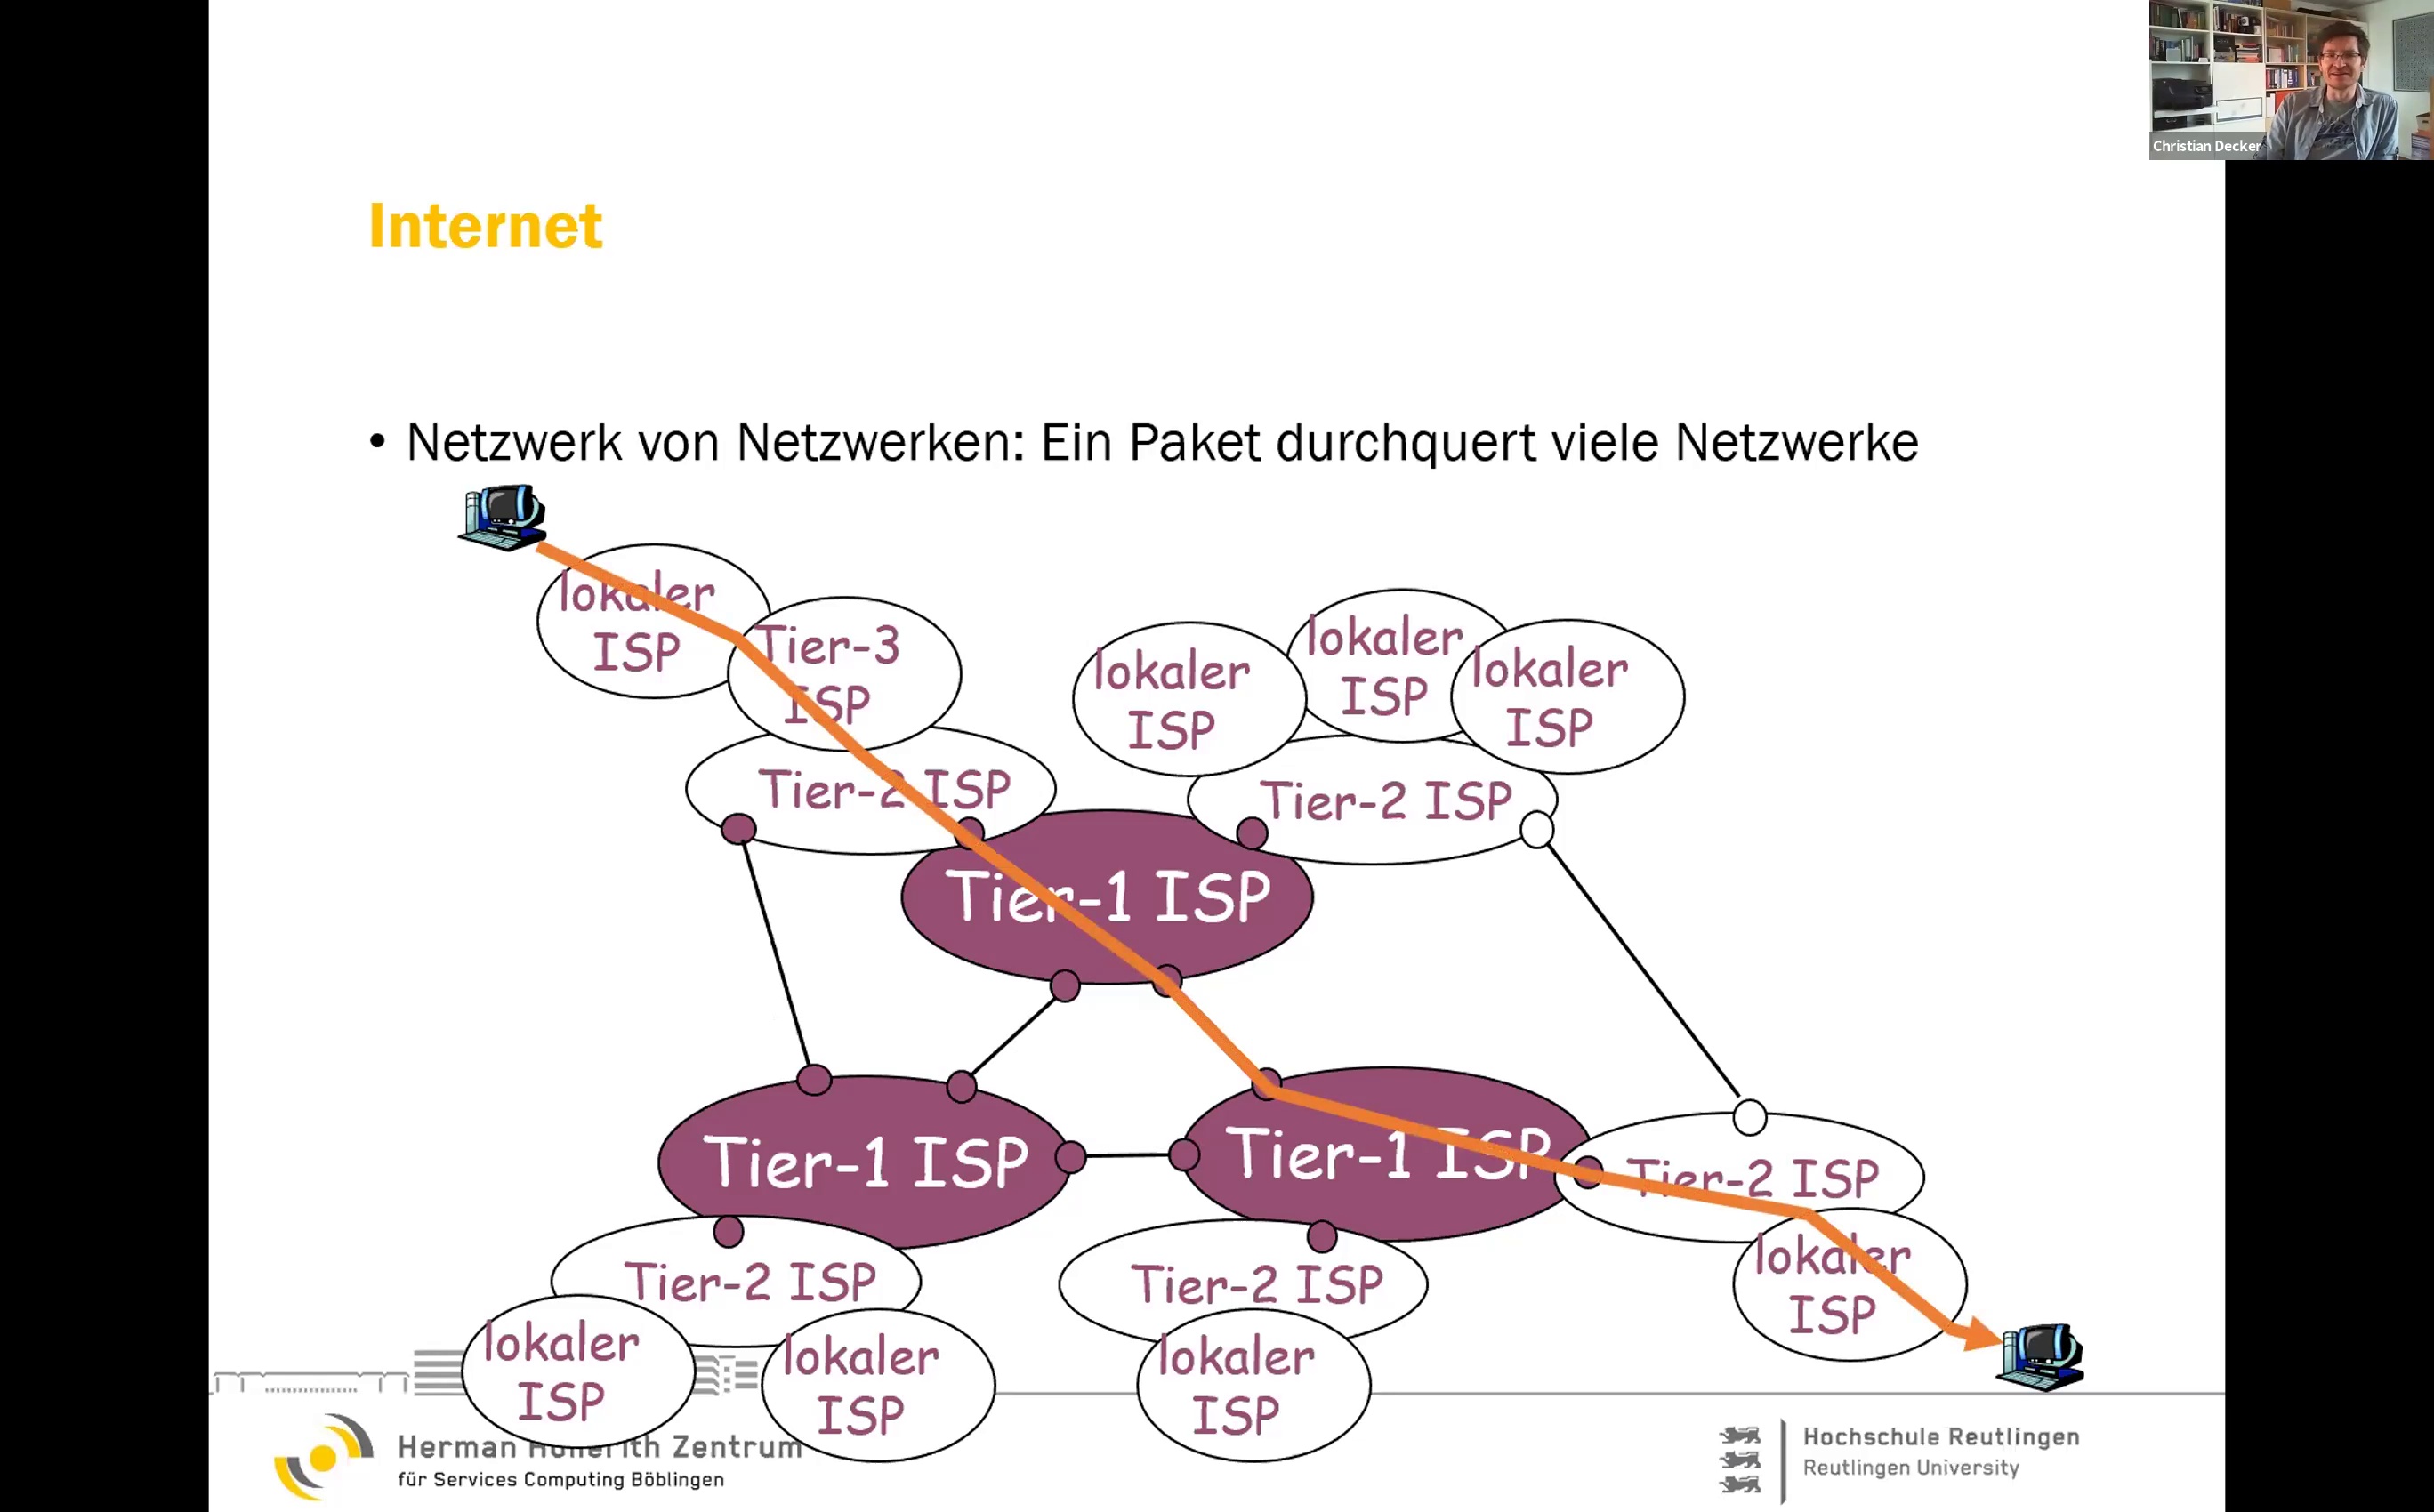 Christian Decker
Internet
• Netzwerk von Netzwerken: Ein Paket durchquert viele Netzwerke
lokaler
ISP
Tier-3
ISP
lokaler
ISP
lokaler
ISP
lokaler
ISP
Tier-2 ISP
Tier-2 ISP
Tier-1 ISP
Tier-1 ISP
Tier-1 ISP
Tier-2 ISP
lokaler
ISP
Tier-2 ISP
Tier-2 ISP
lokaler
ISP
lokaler
ISP
lokaler
ISP
Herman Hollerith Zentrum
für Services Computing Böblingen
Hochschule Reutlingen
Reutlingen University